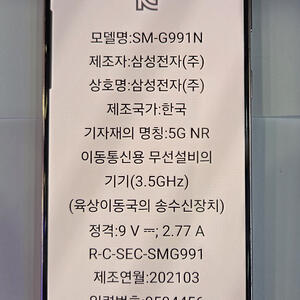 모델명:SM-G991N
제조자:삼성전자(주)
상호명:삼성전자(주)
제조국가:한국
기자재의 명칭:5G NR
이동통신용 무선설비의
기기(3.5GHz)
(육상이동국의 송수신장치)
정격:9 V ⎓; 2.77 A
R-C-SEC-SMG991
제조연월:202103